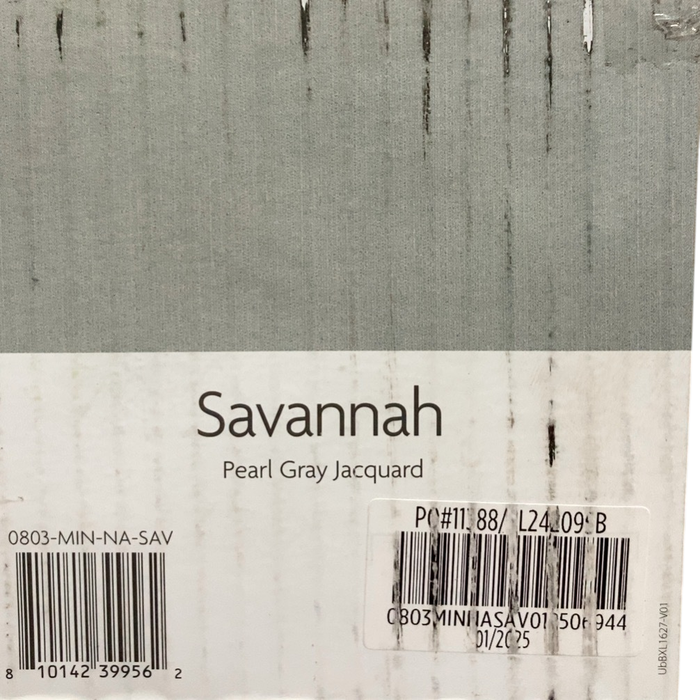 Savannah
Pearl Gray Jacquard
0803-MIN-NA-SAV
8 10142 39956 2
01/2025
UbBXL1627-V01